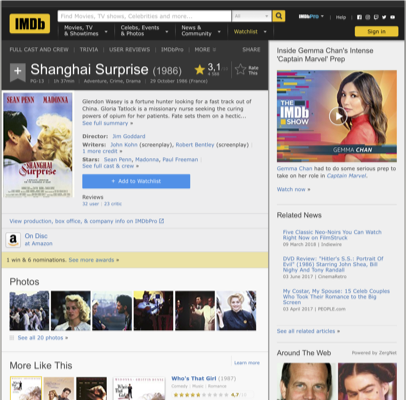 IMDb
Find Movies, TV shows, Celebrities and more...
All
IMDbPro
Help
Movies, TV & Showtimes
Celebs, Events & Photos
News & Community
Watchlist
Sign in
FULL CAST AND CREW | TRIVIA | USER REVIEWS | IMDbPro | MORE
SHARE
Shanghai Surprise (1986)
3,1
Rate This
PG-13 | 1h 37min | Adventure, Crime, Drama | 29 October 1986 (France)
SEAN PENN MADONNA
SHANGHAI Surprise
Glendon Wasey is a fortune hunter looking for a fast track out of
China. Gloria Tatlock is a missionary nurse seeking the curing
powers of opium for her patients. Fate sets them on a hectic...
See full summary »
Director: Jim Goddard
Writers: John Kohn (screenplay), Robert Bentley (screenplay)
1 more credit »
Stars: Sean Penn, Madonna, Paul Freeman
See full cast & crew »
+ Add to Watchlist
Reviews
32 user | 23 critic
View production, box office, & company info on IMDbPro
a
On Disc
at Amazon
1 win & 6 nominations. See more awards »
Photos
See all 20 photos »
More Like This
Learn more
Who's That Girl (1987)
Comedy | Music | Romance
4,7
Inside Gemma Chan's Intense
'Captain Marvel' Prep
THE IMDb SHOW
GEMMA CHAN
Gemma Chan had to do some serious prep to
take on her role in Captain Marvel.
Watch now »
Related News
Five Classic Neo-Noirs You Can Watch
Right Now on FilmStruck
09 March 2018 | Indiewire
DVD Review: "Hitler's S.S.: Portrait Of
Evil" (1985) Starring John Shea, Bill
Nighy And Tony Randall
03 June 2017 | CinemaRetro
My Costar, My Spouse: 15 Celeb Couples
Who Took Their Romance to the Big
Screen
03 April 2017 | PEOPLE.com
See all related articles »
Around The Web
Powered by ZergNet